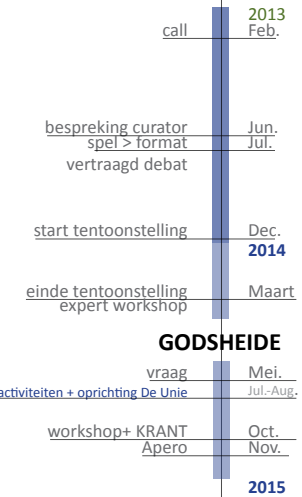 2013
call Feb.
bespreking curator Jun.
spel > format Jul.
vertraagd debat
start tentoonstelling Dec.
2014
einde tentoonstelling Maart
expert workshop
GODSHEIDE
vraag Mei.
activiteiten + oprichting De Unie Jul.-Aug.
workshop+ KRANT Oct.
Apero Nov.
2015